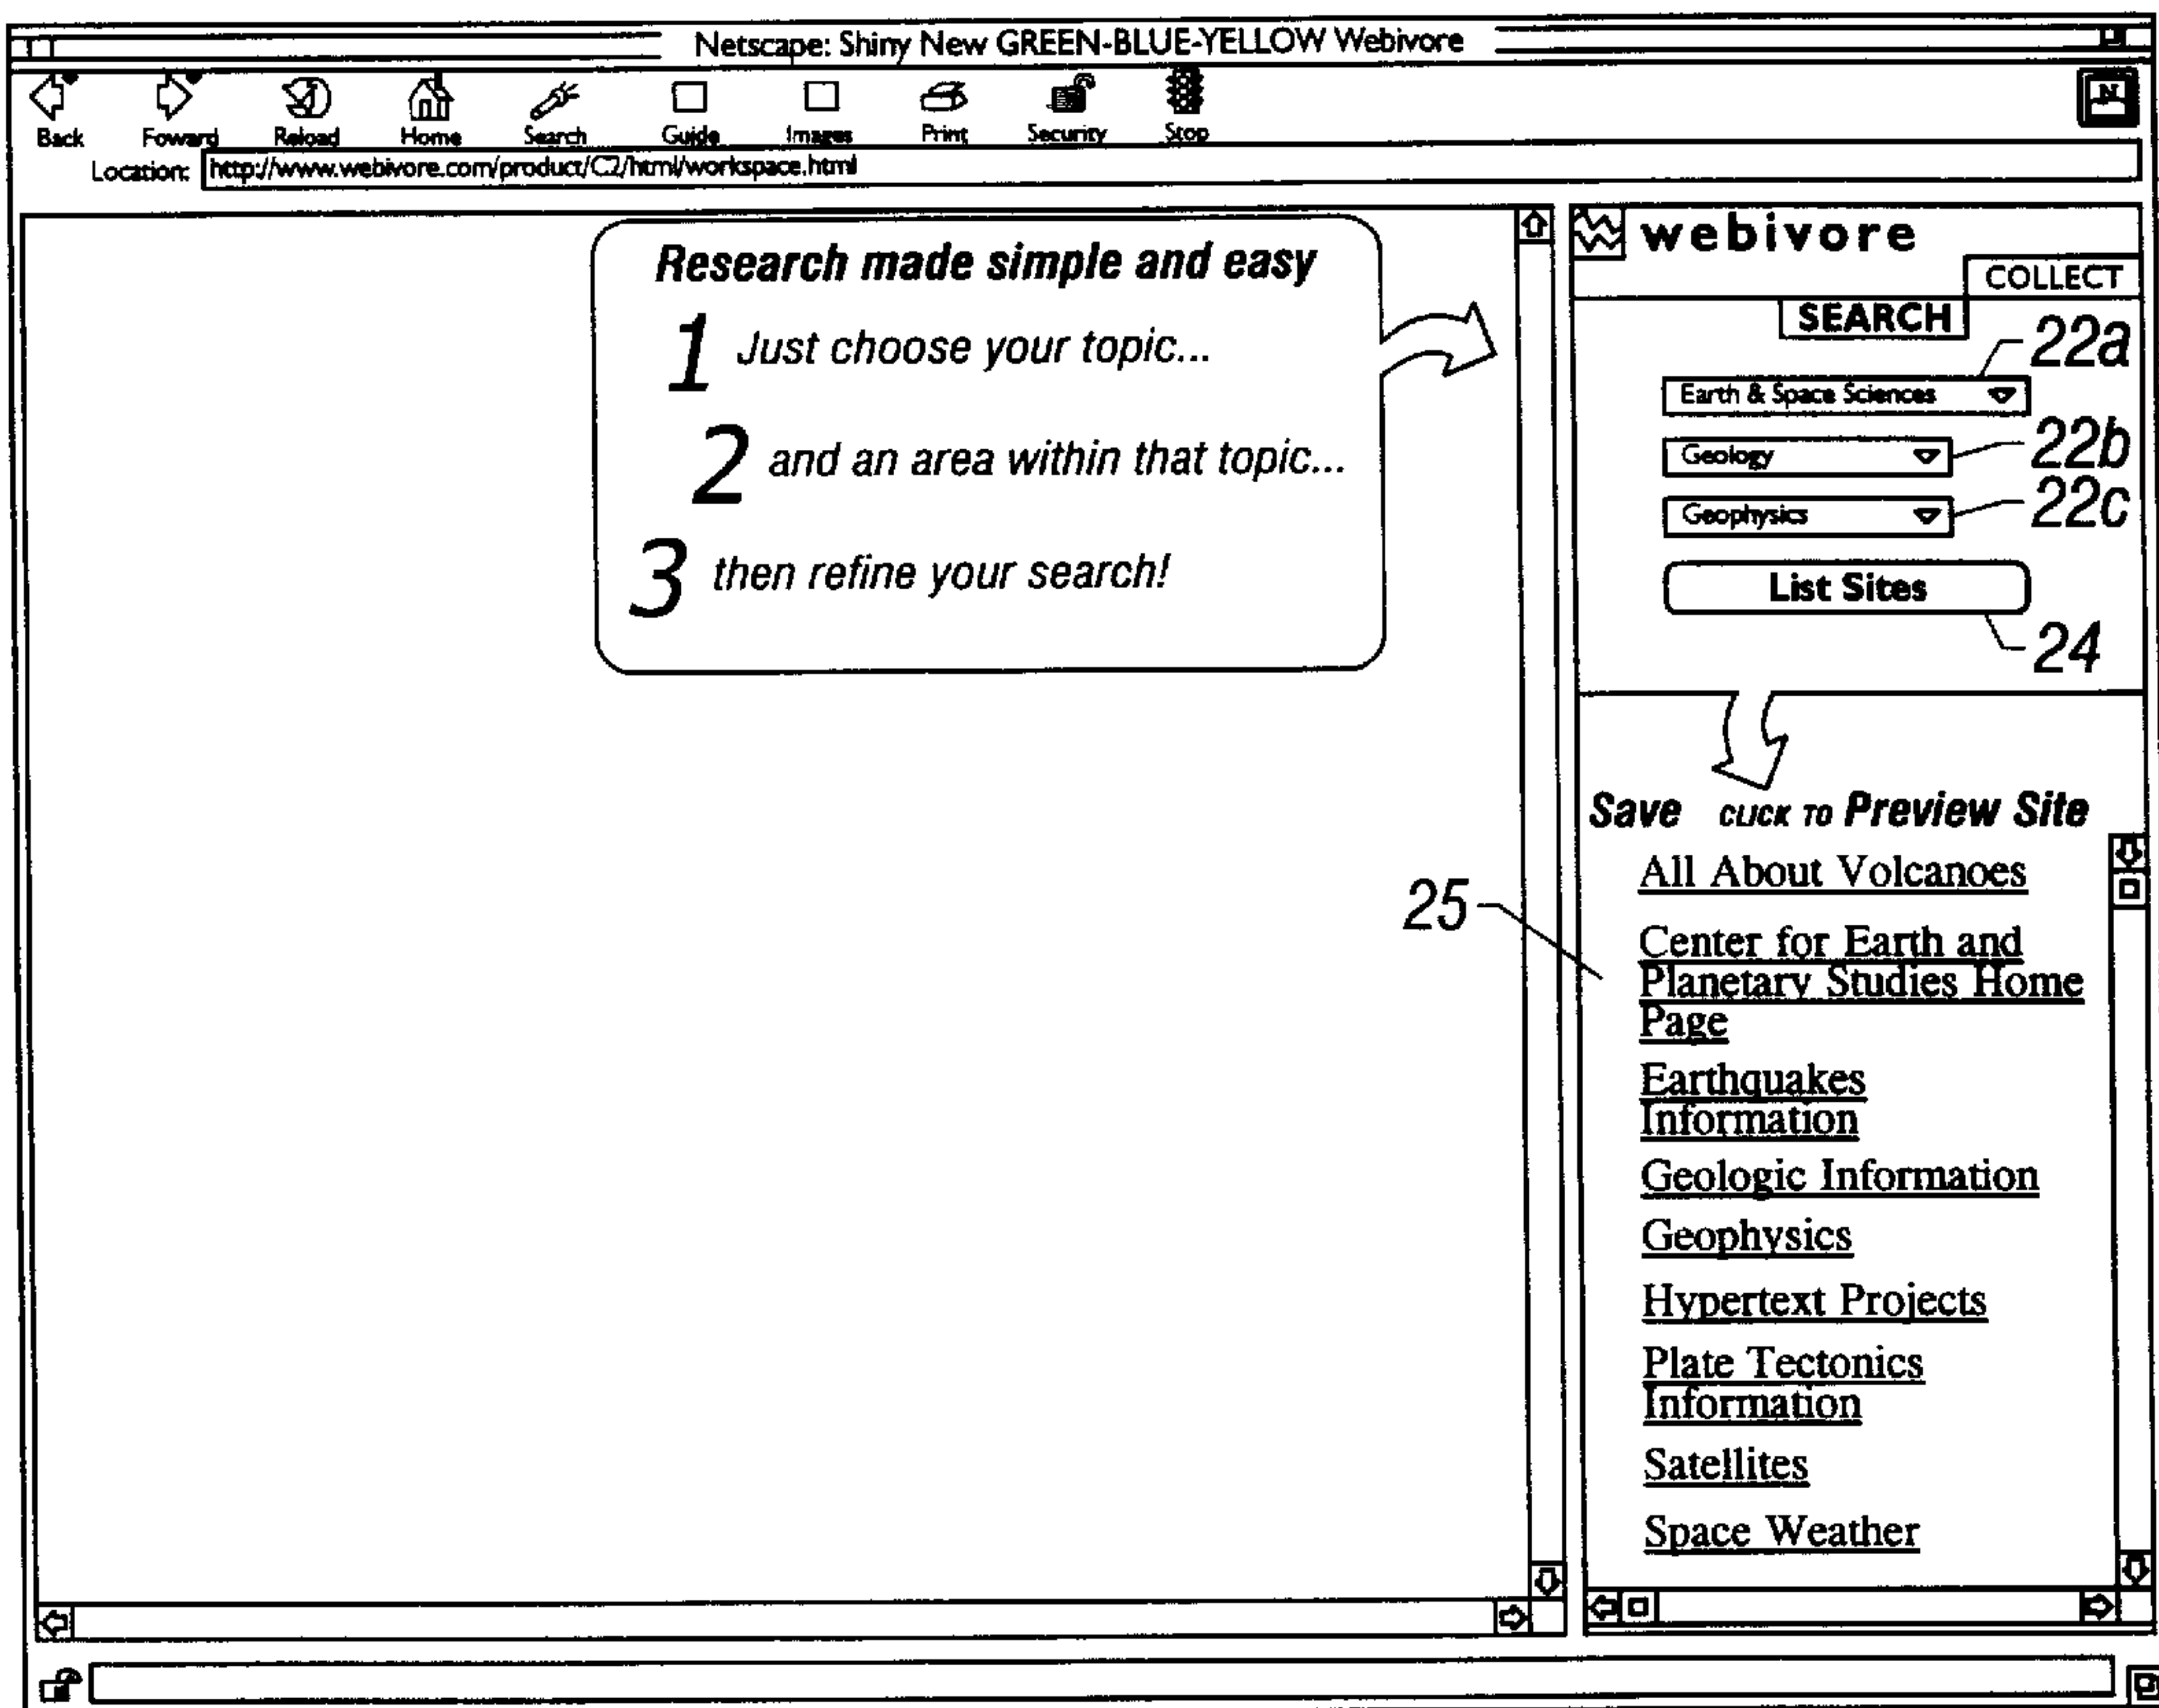 Netscape: Shiny New GREEN-BLUE-YELLOW Webivore
Back Foward Reload Home Search Guide Images Print Security Stop
N
Location: http://www.webivore.com/product/C2/html/workspace.html
Research made simple and easy
1 Just choose your topic...
2 and an area within that topic...
3 then refine your search!
webivore
COLLECT
SEARCH
22a
Earth & Space Sciences
22b
Geology
22c
Geophysics
List Sites
24
Save CLICK TO Preview Site
All About Volcanoes
25
Center for Earth and
Planetary Studies Home
Page
Earthquakes
Information
Geologic Information
Geophysics
Hypertext Projects
Plate Tectonics
Information
Satellites
Space Weather